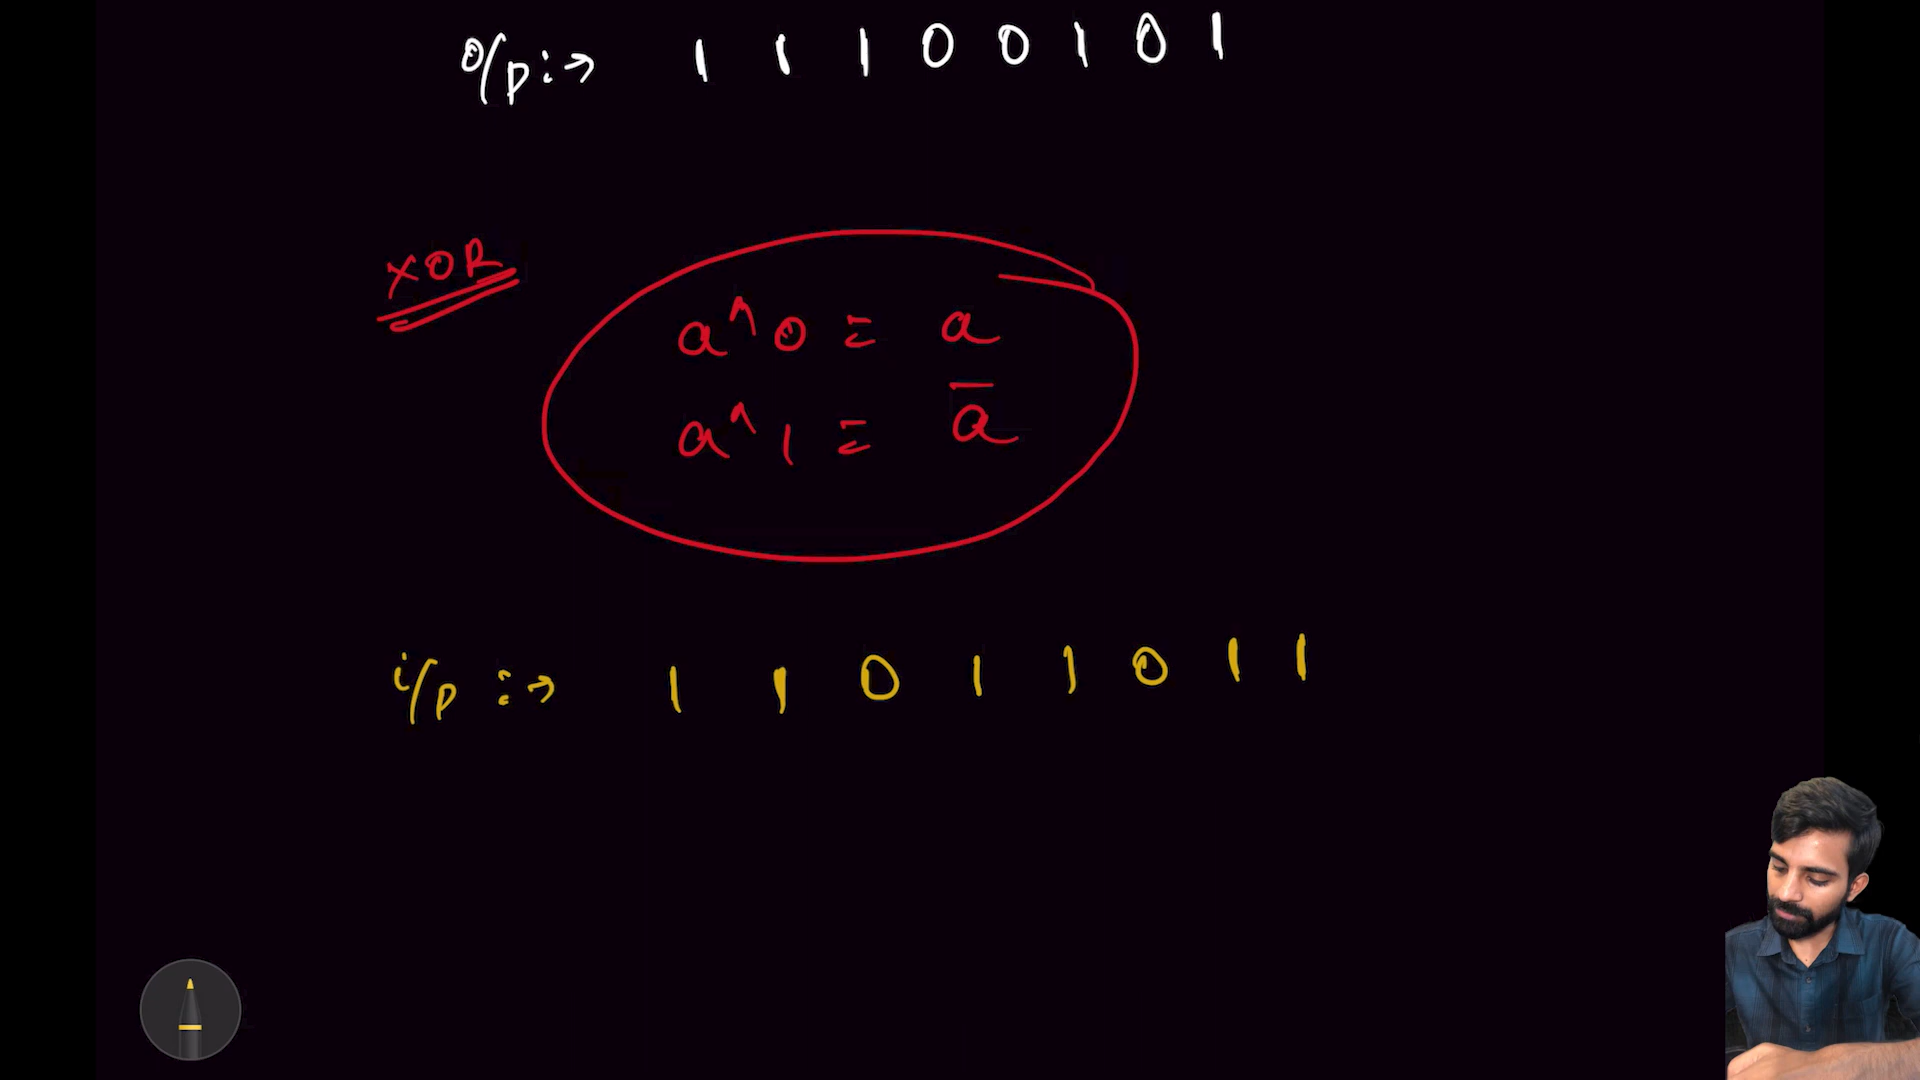 o/p :→ 1 1 1 0 0 1 0 1
XOR
a ^ 0 = a
a ^ 1 = a̅
i/p :→ 1 1 0 1 1 0 1 1